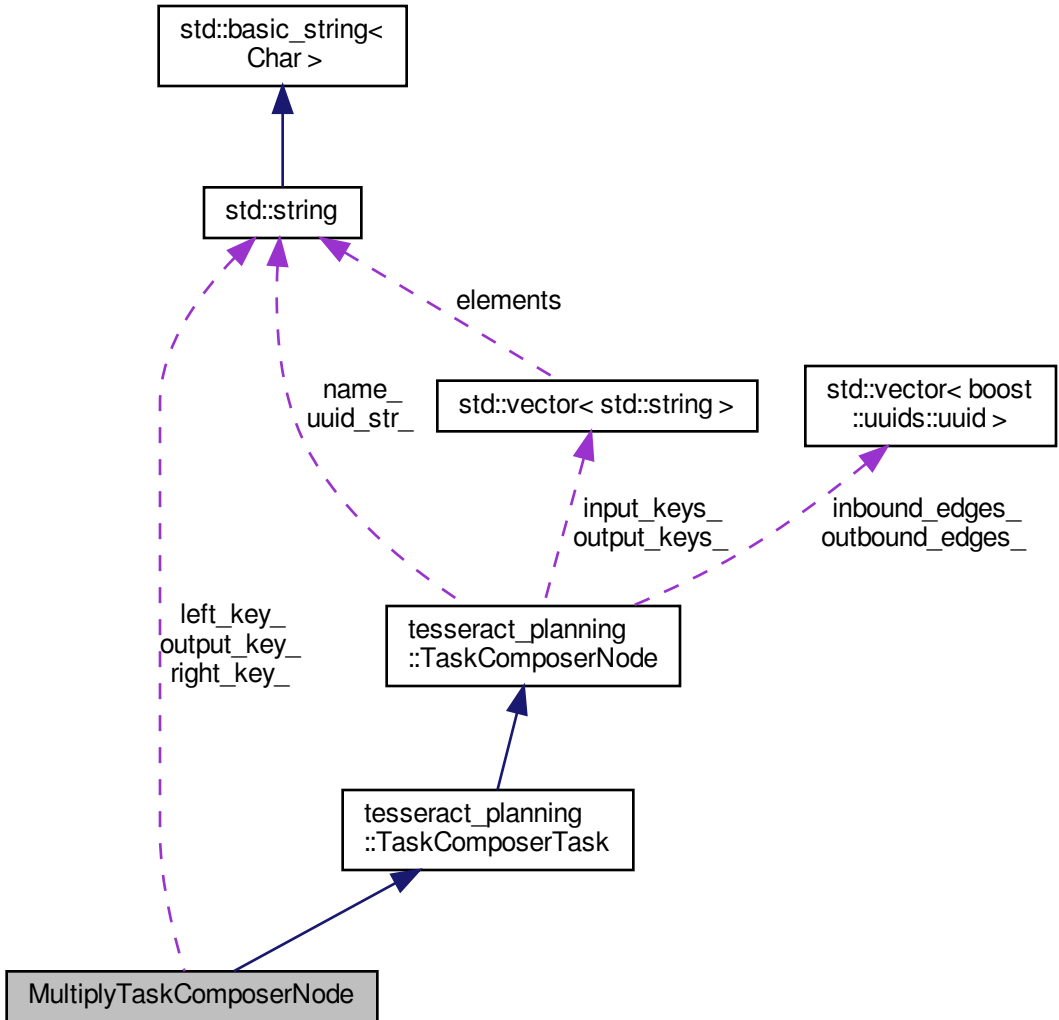 std::basic_string<
Char >
std::string
elements
name_
uuid_str_
std::vector< std::string >
std::vector< boost
::uuids::uuid >
input_keys_
output_keys_
inbound_edges_
outbound_edges_
left_key_
output_key_
right_key_
tesseract_planning
::TaskComposerNode
tesseract_planning
::TaskComposerTask
MultiplyTaskComposerNode